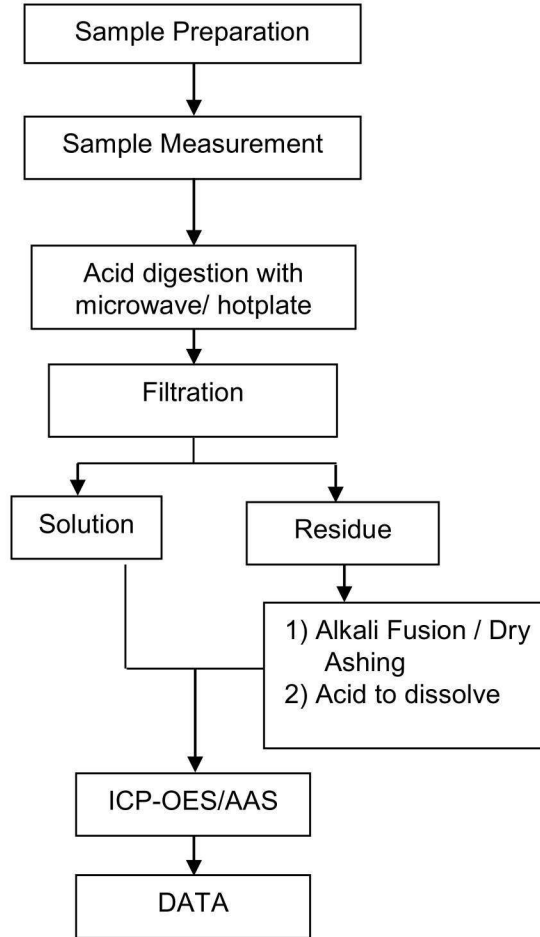 Sample Preparation
Sample Measurement
Acid digestion with
microwave/ hotplate
Filtration
Solution
Residue
1) Alkali Fusion / Dry
Ashing
2) Acid to dissolve
ICP-OES/AAS
DATA